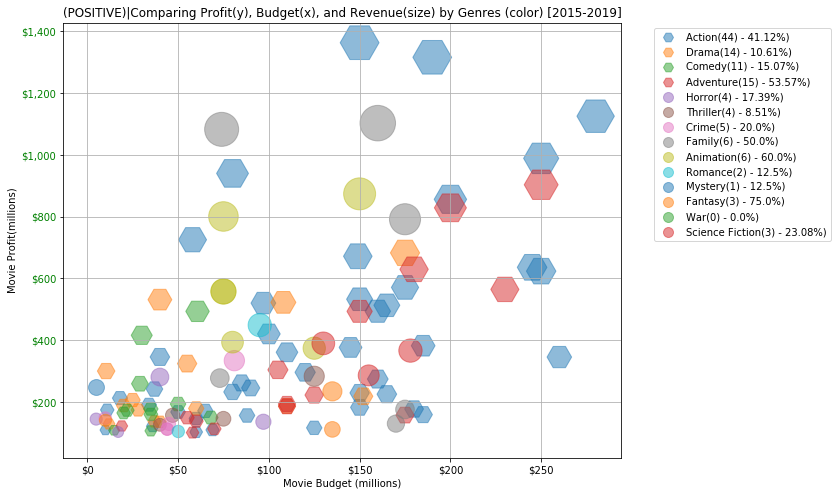 (POSITIVE)|Comparing Profit(y), Budget(x), and Revenue(size) by Genres (color) [2015-2019]
$1,400
$1,200
$1,000
$800
$600
$400
$200
Movie Profit(millions)
$0
$50
$100
$150
$200
$250
Movie Budget (millions)
Action(44) - 41.12%)
Drama(14) - 10.61%)
Comedy(11) - 15.07%)
Adventure(15) - 53.57%)
Horror(4) - 17.39%)
Thriller(4) - 8.51%)
Crime(5) - 20.0%)
Family(6) - 50.0%)
Animation(6) - 60.0%)
Romance(2) - 12.5%)
Mystery(1) - 12.5%)
Fantasy(3) - 75.0%)
War(0) - 0.0%)
Science Fiction(3) - 23.08%)